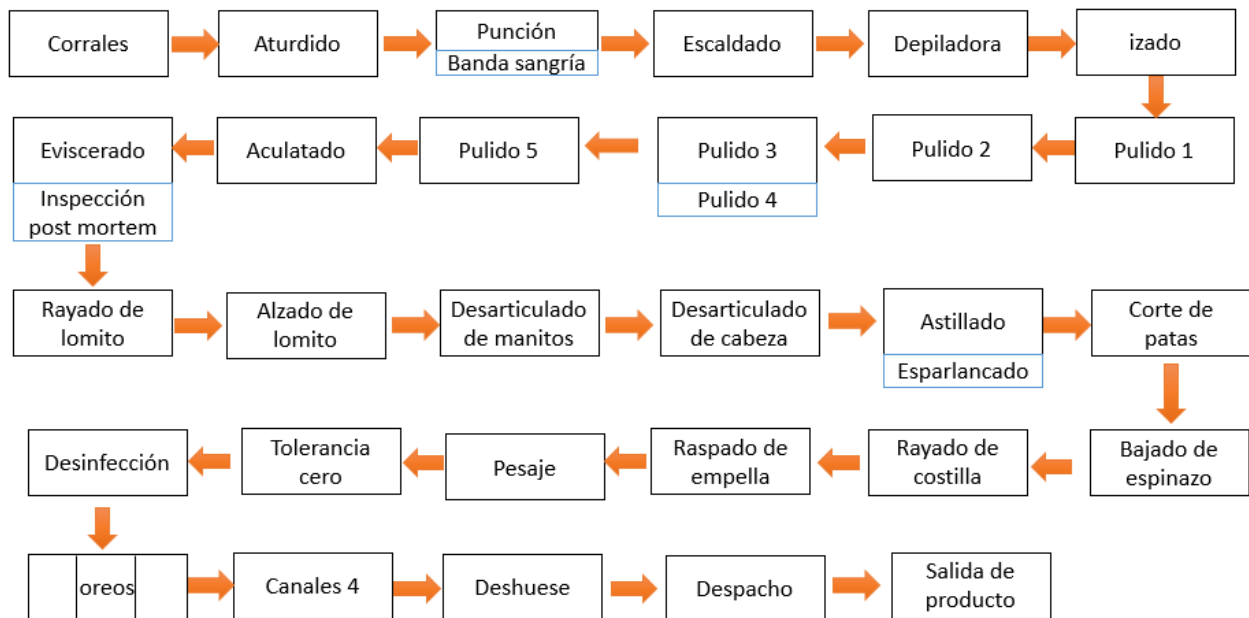 Corrales
Aturdido
Punción
Banda sangría
Escaldado
Depiladora
izado
Pulido 1
Pulido 2
Pulido 3
Pulido 4
Pulido 5
Aculatado
Eviscerado
Inspección
post mortem
Rayado de
lomito
Alzado de
lomito
Desarticulado
de manitos
Desarticulado
de cabeza
Astillado
Esparlancado
Corte de
patas
Bajado de
espinazo
Rayado de
costilla
Raspado de
empella
Pesaje
Tolerancia
cero
Desinfección
oreos
Canales 4
Deshuese
Despacho
Salida de
producto